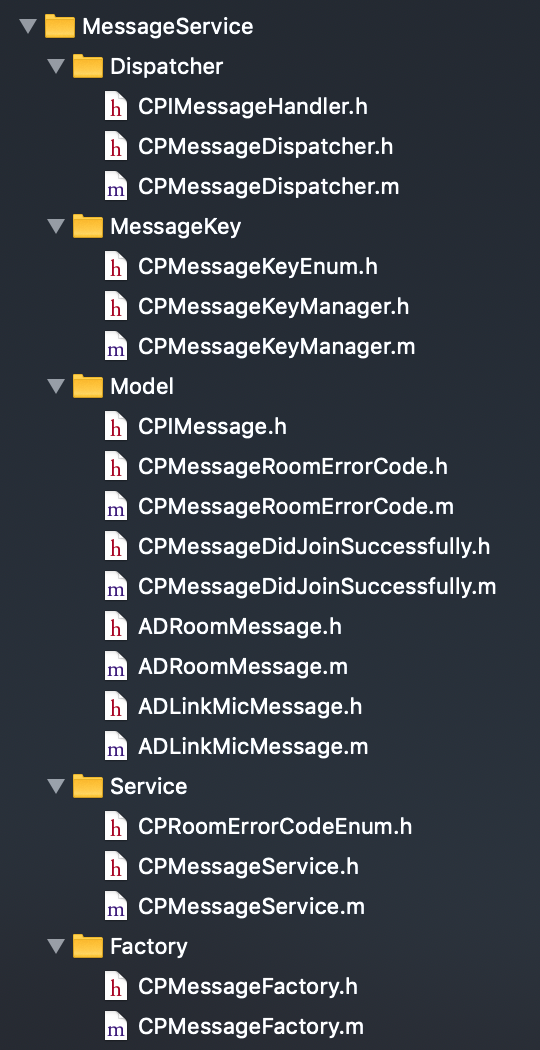 MessageService
Dispatcher
h CPIMessageHandler.h
h CPMessageDispatcher.h
m CPMessageDispatcher.m
MessageKey
h CPMessageKeyEnum.h
h CPMessageKeyManager.h
m CPMessageKeyManager.m
Model
h CPIMessage.h
h CPMessageRoomErrorCode.h
m CPMessageRoomErrorCode.m
h CPMessageDidJoinSuccessfully.h
m CPMessageDidJoinSuccessfully.m
h ADRoomMessage.h
m ADRoomMessage.m
h ADLinkMicMessage.h
m ADLinkMicMessage.m
Service
h CPRoomErrorCodeEnum.h
h CPMessageService.h
m CPMessageService.m
Factory
h CPMessageFactory.h
m CPMessageFactory.m